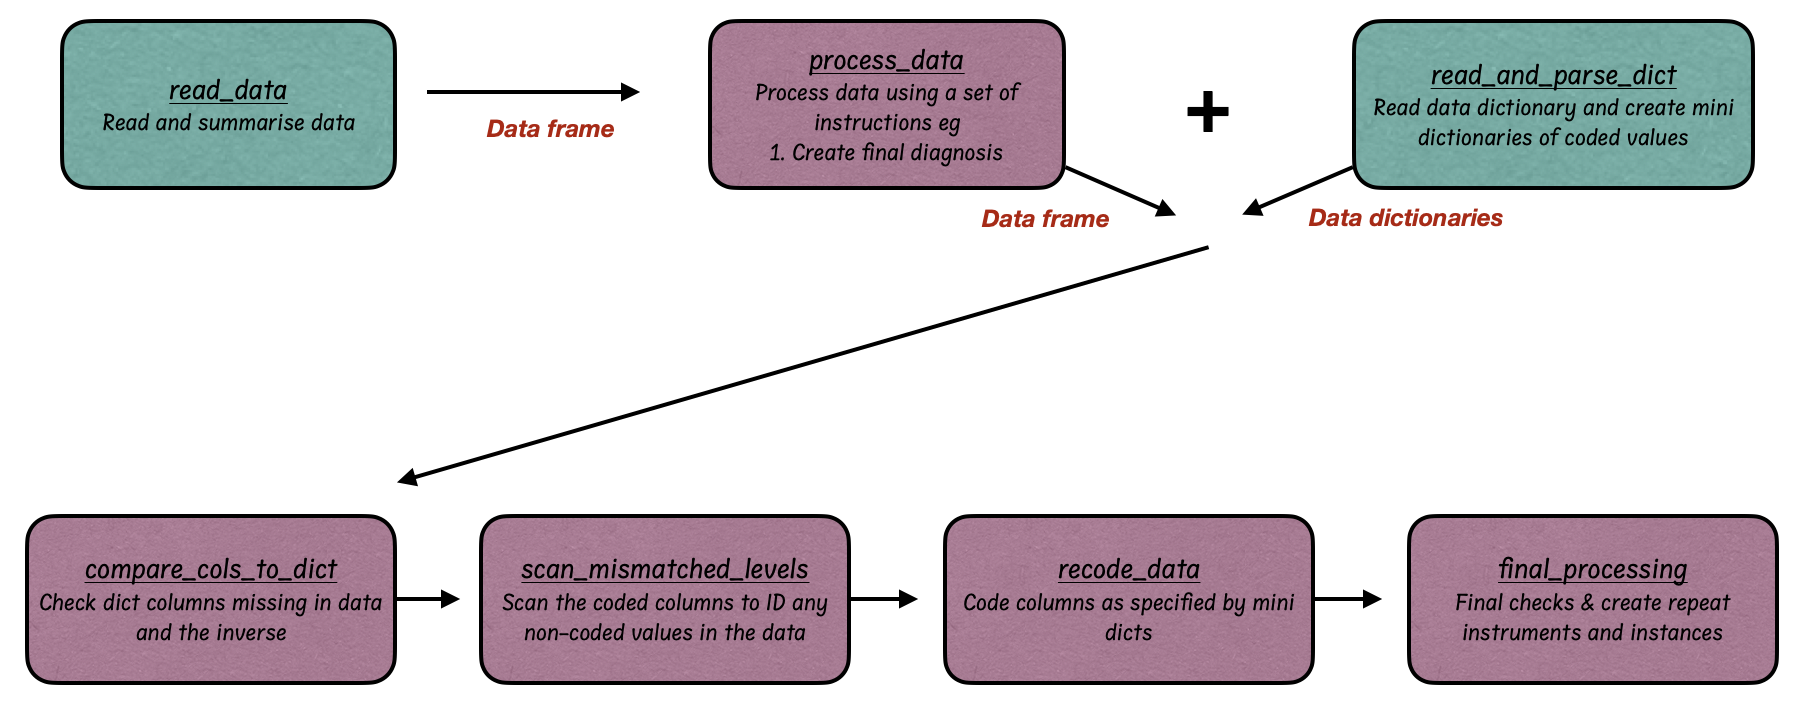 read_data
Read and summarise data
Data frame
process_data
Process data using a set of
instructions eg
1. Create final diagnosis
+
read_and_parse_dict
Read data dictionary and create mini
dictionaries of coded values
Data frame
Data dictionaries
compare_cols_to_dict
Check dict columns missing in data
and the inverse
scan_mismatched_levels
Scan the coded columns to ID any
non-coded values in the data
recode_data
Code columns as specified by mini
dicts
final_processing
Final checks & create repeat
instruments and instances